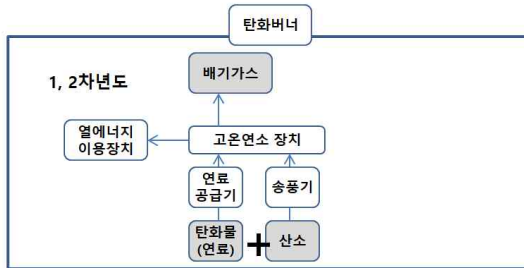 탄화버너
1, 2차년도
배기가스
열에너지
이용장치
고온연소 장치
연료
공급기
송풍기
탄화물
(연료)
+
산소